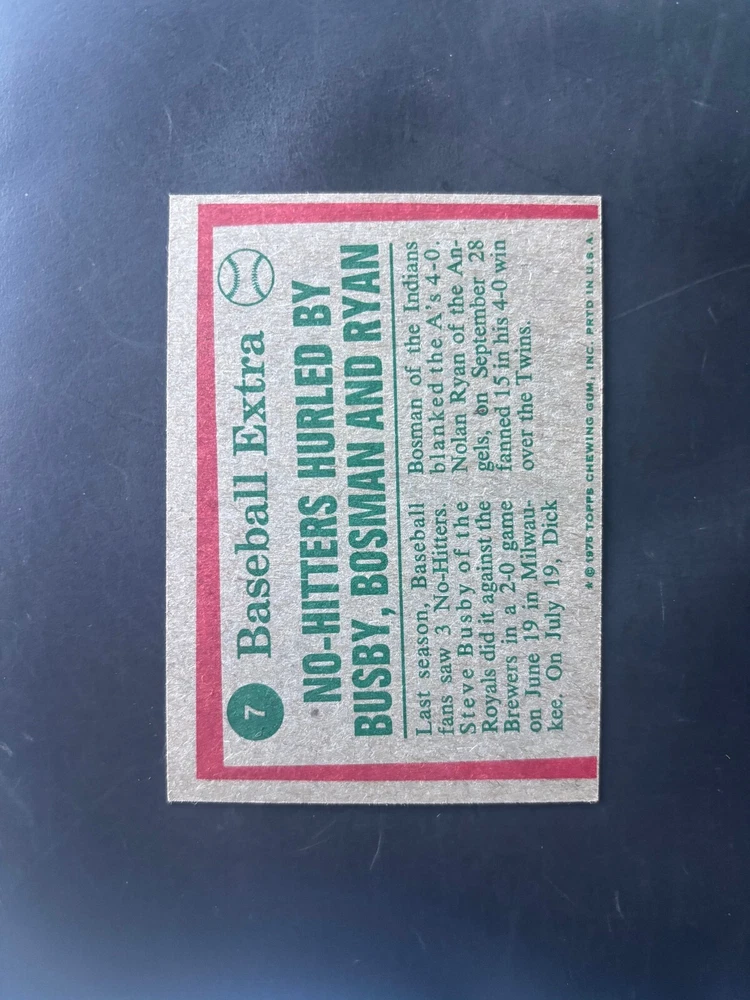 7
Baseball Extra
NO-HITTERS HURLED BY
BUSBY, BOSMAN AND RYAN
Last season, Baseball
fans saw 3 No-Hitters.
Steve Busby of the
Royals did it against the
Brewers in a 2-0 game
on June 19 in Milwau-
kee. On July 19, Dick
Bosman of the Indians
blanked the A's 4-0.
Nolan Ryan of the An-
gels, on September 28
fanned 15 in his 4-0 win
over the Twins.
★ © 1975 TOPPS CHEWING GUM, INC. PRTD IN U.S.A.